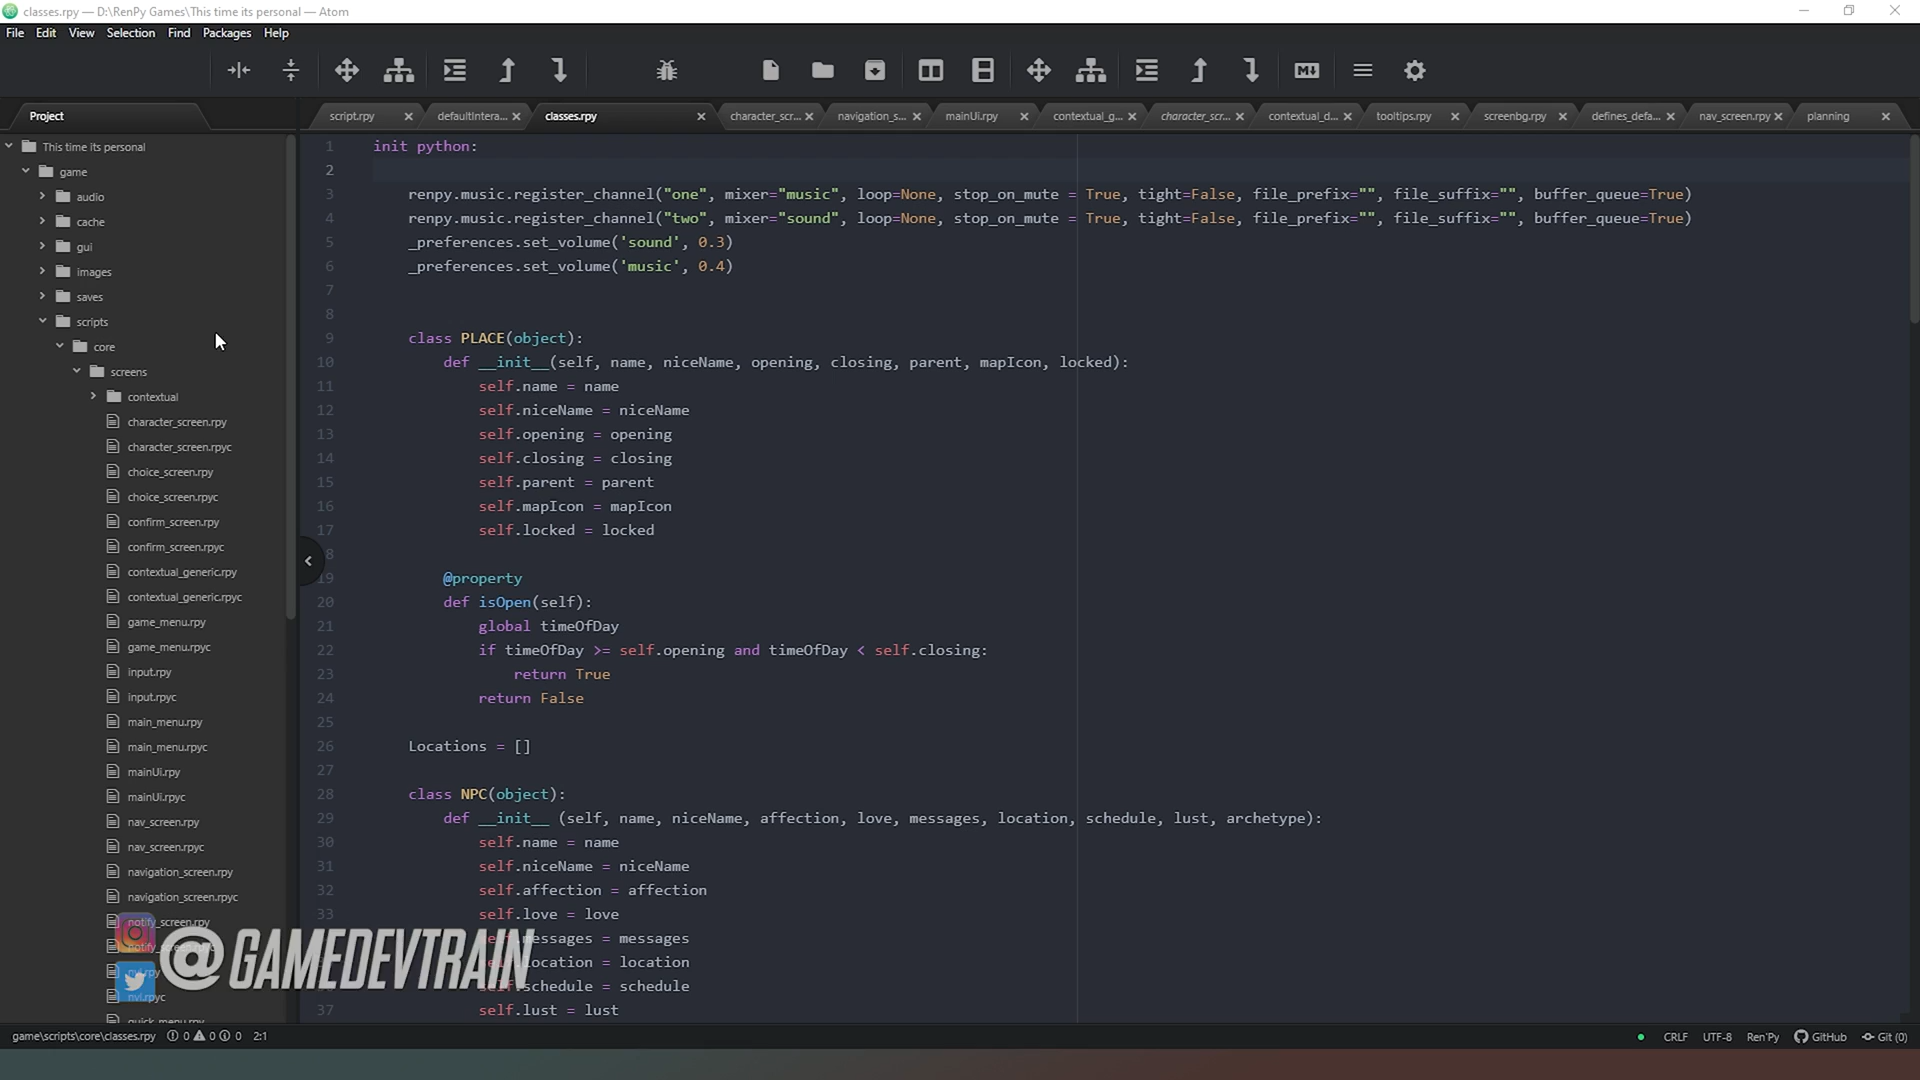 classes.rpy — D:\RenPy Games\This time its personal — Atom
File Edit View Selection Find Packages Help
Project
script.rpy
defaultIntera...
classes.rpy
character_scr...
navigation_s...
mainUi.rpy
contextual_g...
character_scr...
contextual_d...
tooltips.rpy
screenbg.rpy
defines_defa...
nav_screen.rpy
planning
This time its personal
game
audio
cache
gui
images
saves
scripts
core
screens
contextual
character_screen.rpy
character_screen.rpyc
choice_screen.rpy
choice_screen.rpyc
confirm_screen.rpy
confirm_screen.rpyc
contextual_generic.rpy
contextual_generic.rpyc
game_menu.rpy
game_menu.rpyc
input.rpy
input.rpyc
main_menu.rpy
main_menu.rpyc
mainUi.rpy
mainUi.rpyc
nav_screen.rpy
nav_screen.rpyc
navigation_screen.rpy
navigation_screen.rpyc
notify_screen.rpy
nvl.rpyc
quick_menu.rpy
1 init python:
2
3 renpy.music.register_channel("one", mixer="music", loop=None, stop_on_mute = True, tight=False, file_prefix="", file_suffix="", buffer_queue=True)
4 renpy.music.register_channel("two", mixer="sound", loop=None, stop_on_mute = True, tight=False, file_prefix="", file_suffix="", buffer_queue=True)
5 _preferences.set_volume('sound', 0.3)
6 _preferences.set_volume('music', 0.4)
7
8
9 class PLACE(object):
10 def __init__(self, name, niceName, opening, closing, parent, mapIcon, locked):
11 self.name = name
12 self.niceName = niceName
13 self.opening = opening
14 self.closing = closing
15 self.parent = parent
16 self.mapIcon = mapIcon
17 self.locked = locked
8
19 @property
20 def isOpen(self):
21 global timeOfDay
22 if timeOfDay >= self.opening and timeOfDay < self.closing:
23 return True
24 return False
25
26 Locations = []
27
28 class NPC(object):
29 def __init__ (self, name, niceName, affection, love, messages, location, schedule, lust, archetype):
30 self.name = name
31 self.niceName = niceName
32 self.affection = affection
33 self.love = love
messages = messages
location = location
schedule = schedule
37 self.lust = lust
@GAMEDEVTRAIN
game\scripts\core\classes.rpy 0 0 0 2:1
CRLF UTF-8 Ren'Py GitHub Git (0)